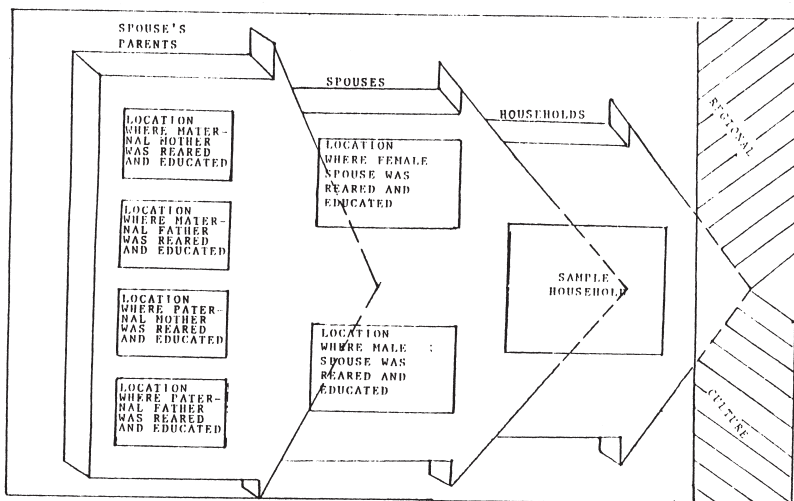 SPOUSE'S
PARENTS
LOCATION
WHERE MATER-
NAL MOTHER
WAS REARED
AND EDUCATED
LOCATION
WHERE MATER-
NAL FATHER
WAS REARED
AND EDUCATED
LOCATION
WHERE PATER-
NAL MOTHER
WAS REARED
AND EDUCATED
LOCATION
WHERE PATER-
NAL FATHER
WAS REARED
AND EDUCATED
SPOUSES
LOCATION
WHERE FEMALE
SPOUSE WAS
REARED AND
EDUCATED
LOCATION
WHERE MALE
SPOUSE WAS
REARED AND
EDUCATED
HOUSEHOLDS
SAMPLE
HOUSEHOLD
REGIONAL
CULTURE